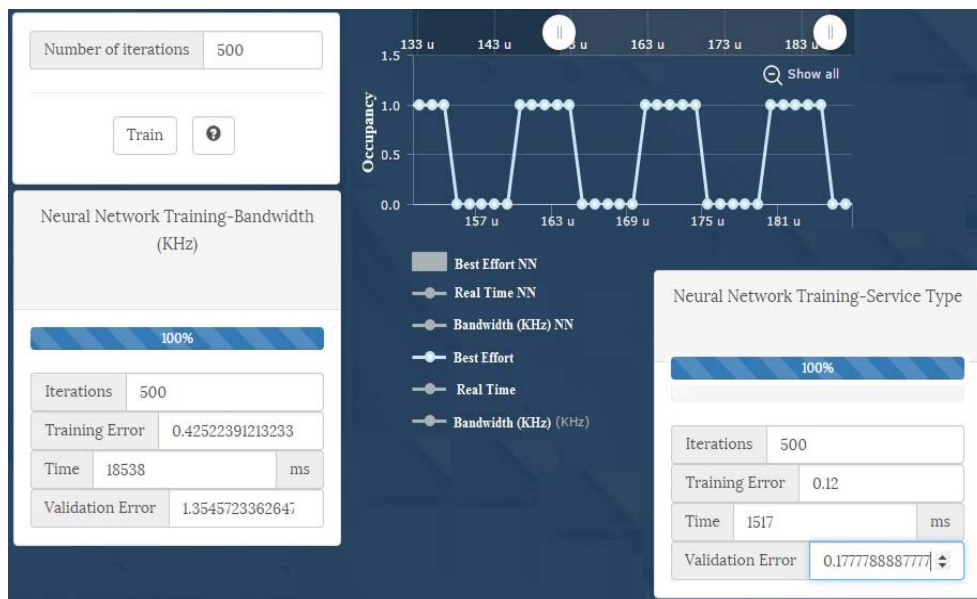 Number of iterations 500
Train
Neural Network Training-Bandwidth
(KHz)
100%
Iterations 500
Training Error 0.42522391213233
Time 18538 ms
Validation Error 1.3545723362647
133 u 143 u 163 u 173 u 183 u
1.5
1.0
0.5
0.0
Occupancy
Show all
157 u 163 u 169 u 175 u 181 u
Best Effort NN
Real Time NN
Bandwidth (KHz) NN
Best Effort
Real Time
Bandwidth (KHz) (KHz)
Neural Network Training-Service Type
100%
Iterations 500
Training Error 0.12
Time 1517 ms
Validation Error 0.1777788887777